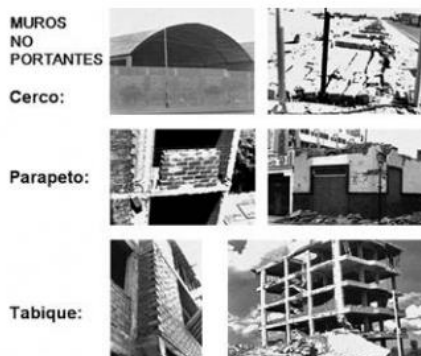 MUROS
NO
PORTANTES
Cerco:
Parapeto:
Tabique: